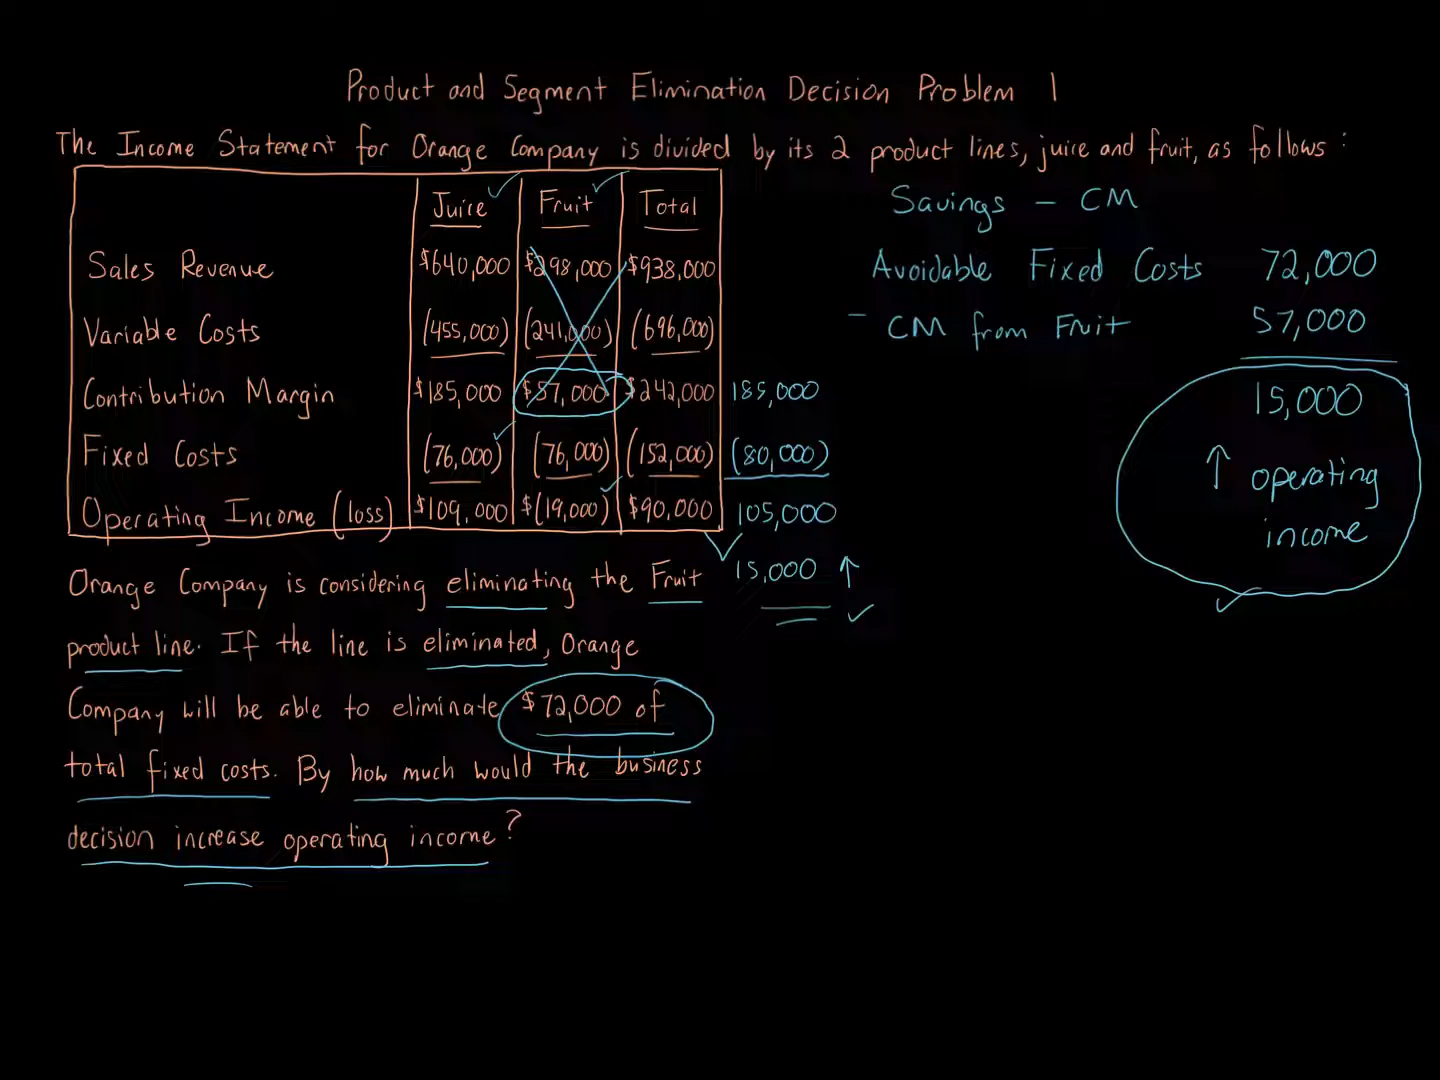 Product and Segment Elimination Decision Problem 1
The Income Statement for Orange Company is divided by its 2 product lines, juice and fruit, as follows:
Juice Fruit Total
Sales Revenue $640,000 $298,000 $938,000
Variable Costs (455,000) (241,000) (696,000)
Contribution Margin $185,000 $57,000 $242,000 185,000
Fixed Costs (76,000) (76,000) (152,000) (80,000)
Operating Income (loss) $109,000 $(19,000) $90,000 105,000
15,000 ↑
Orange Company is considering eliminating the Fruit
product line. If the line is eliminated, Orange
Company will be able to eliminate $72,000 of
total fixed costs. By how much would the business
decision increase operating income?
Savings - CM
Avoidable Fixed Costs 72,000
- CM from Fruit 57,000
15,000
↑ operating
income